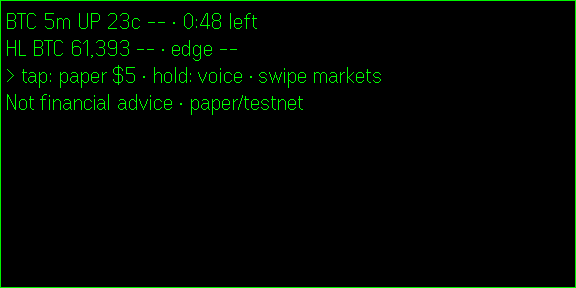 BTC 5m UP 23c -- · 0:48 left
HL BTC 61,393 -- · edge --
> tap: paper $5 · hold: voice · swipe markets
Not financial advice · paper/testnet